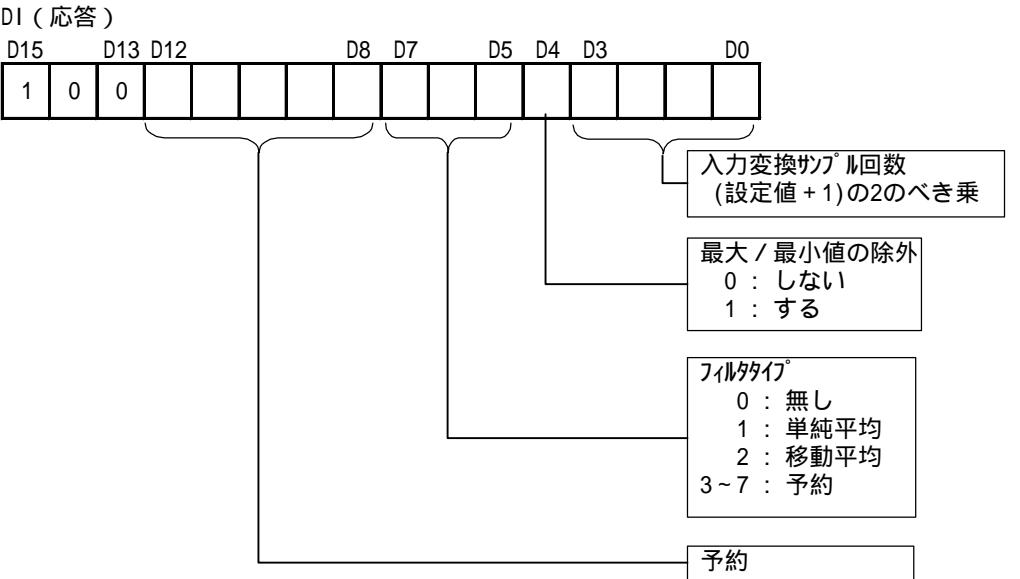 DI（応答）
D15 D13 D12 D8 D7 D5 D4 D3 D0
1 0 0
入力変換ｻﾝﾌﾟﾙ回数
(設定値＋1)の2のべき乗
最大／最小値の除外
0：しない
1：する
ﾌｨﾙﾀﾀｲﾌﾟ
0：無し
1：単純平均
2：移動平均
3~7：予約
予約